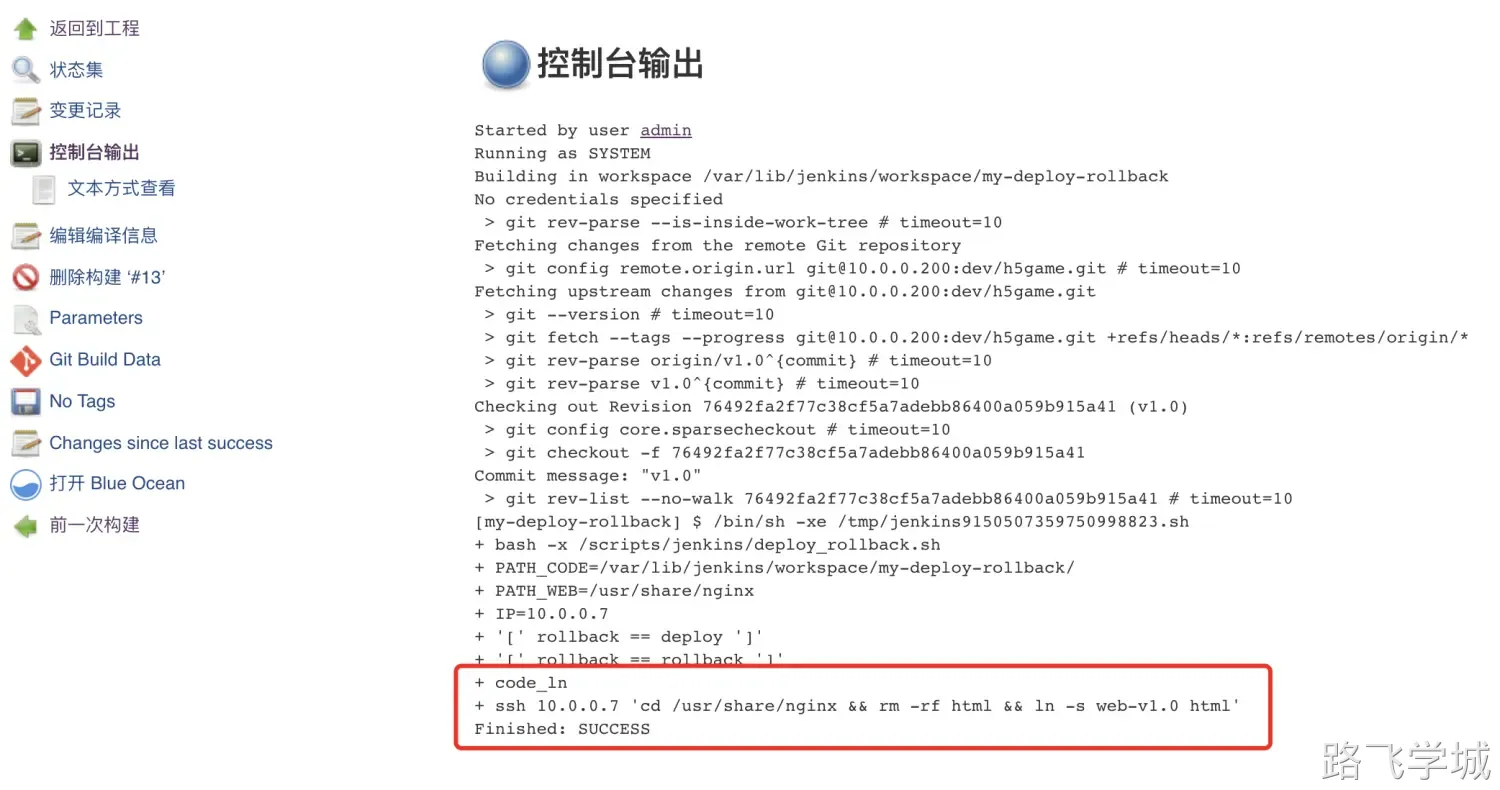 返回到工程
状态集
变更记录
控制台输出
文本方式查看
编辑编译信息
删除构建 ‘#13’
Parameters
Git Build Data
No Tags
Changes since last success
打开 Blue Ocean
前一次构建
控制台输出
Started by user admin
Running as SYSTEM
Building in workspace /var/lib/jenkins/workspace/my-deploy-rollback
No credentials specified
 > git rev-parse --is-inside-work-tree # timeout=10
Fetching changes from the remote Git repository
 > git config remote.origin.url git@10.0.0.200:dev/h5game.git # timeout=10
Fetching upstream changes from git@10.0.0.200:dev/h5game.git
 > git --version # timeout=10
 > git fetch --tags --progress git@10.0.0.200:dev/h5game.git +refs/heads/*:refs/remotes/origin/*
 > git rev-parse origin/v1.0^{commit} # timeout=10
 > git rev-parse v1.0^{commit} # timeout=10
Checking out Revision 76492fa2f77c38cf5a7adebb86400a059b915a41 (v1.0)
 > git config core.sparsecheckout # timeout=10
 > git checkout -f 76492fa2f77c38cf5a7adebb86400a059b915a41
Commit message: "v1.0"
 > git rev-list --no-walk 76492fa2f77c38cf5a7adebb86400a059b915a41 # timeout=10
[my-deploy-rollback] $ /bin/sh -xe /tmp/jenkins9150507359750998823.sh
+ bash -x /scripts/jenkins/deploy_rollback.sh
+ PATH_CODE=/var/lib/jenkins/workspace/my-deploy-rollback/
+ PATH_WEB=/usr/share/nginx
+ IP=10.0.0.7
+ '[' rollback == deploy ']'
+ '[' rollback == rollback ']'
+ code_ln
+ ssh 10.0.0.7 'cd /usr/share/nginx && rm -rf html && ln -s web-v1.0 html'
Finished: SUCCESS
路飞学城